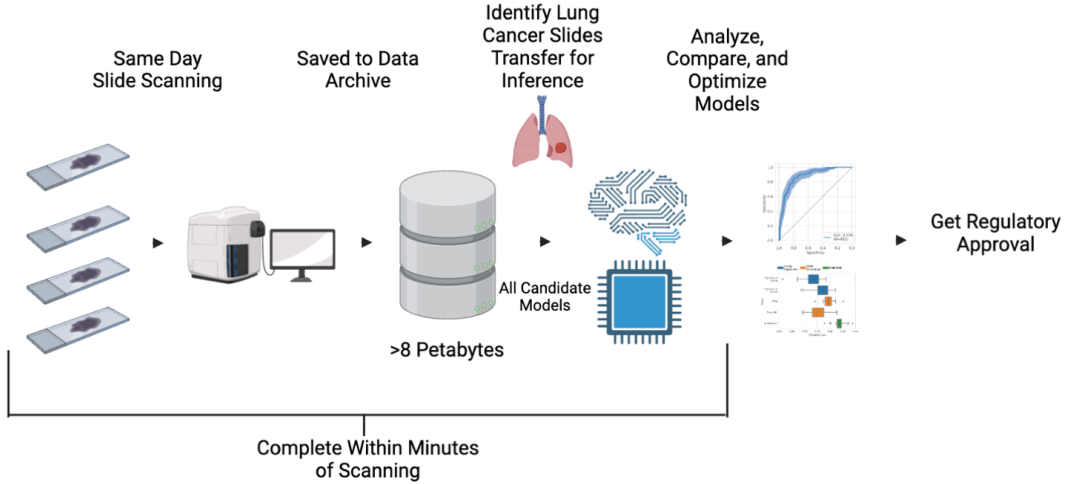 Same Day
Slide Scanning
Saved to Data
Archive
Identify Lung
Cancer Slides
Transfer for
Inference
Analyze,
Compare, and
Optimize
Models
All Candidate
Models
>8 Petabytes
Get Regulatory
Approval
Complete Within Minutes
of Scanning